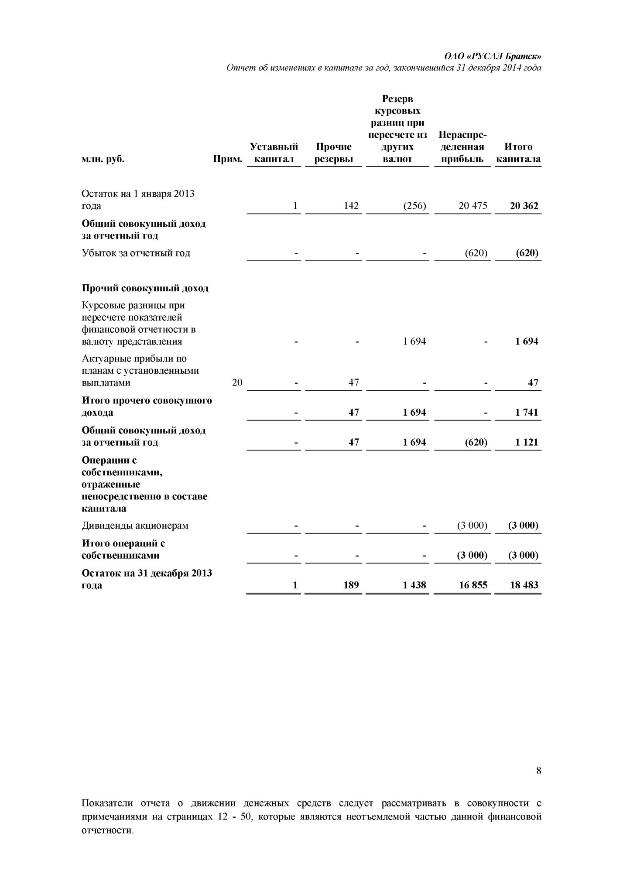 ОАО «РУСАЛ Братск»
Отчет об изменениях в капитале за год, закончившийся 31 декабря 2014 года
млн. руб. Прим. Уставный капитал Прочие резервы Резерв курсовых разниц при пересчете из других валют Нераспре-деленная прибыль Итого капитала
Остаток на 1 января 2013
года 1 142 (256) 20 475 20 362
Общий совокупный доход
за отчетный год
Убыток за отчетный год - - - (620) (620)
Прочий совокупный доход
Курсовые разницы при
пересчете показателей
финансовой отчетности в
валюту представления - - 1 694 - 1 694
Актуарные прибыли по
планам с установленными
выплатами 20 - 47 - - 47
Итого прочего совокупного
дохода - 47 1 694 - 1 741
Общий совокупный доход
за отчетный год - 47 1 694 (620) 1 121
Операции с
собственниками,
отраженные
непосредственно в составе
капитала
Дивиденды акционерам - - - (3 000) (3 000)
Итого операций с
собственниками - - - (3 000) (3 000)
Остаток на 31 декабря 2013
года 1 189 1 438 16 855 18 483
8
Показатели отчета о движении денежных средств следует рассматривать в совокупности с
примечаниями на страницах 12 - 50, которые являются неотъемлемой частью данной финансовой
отчетности.